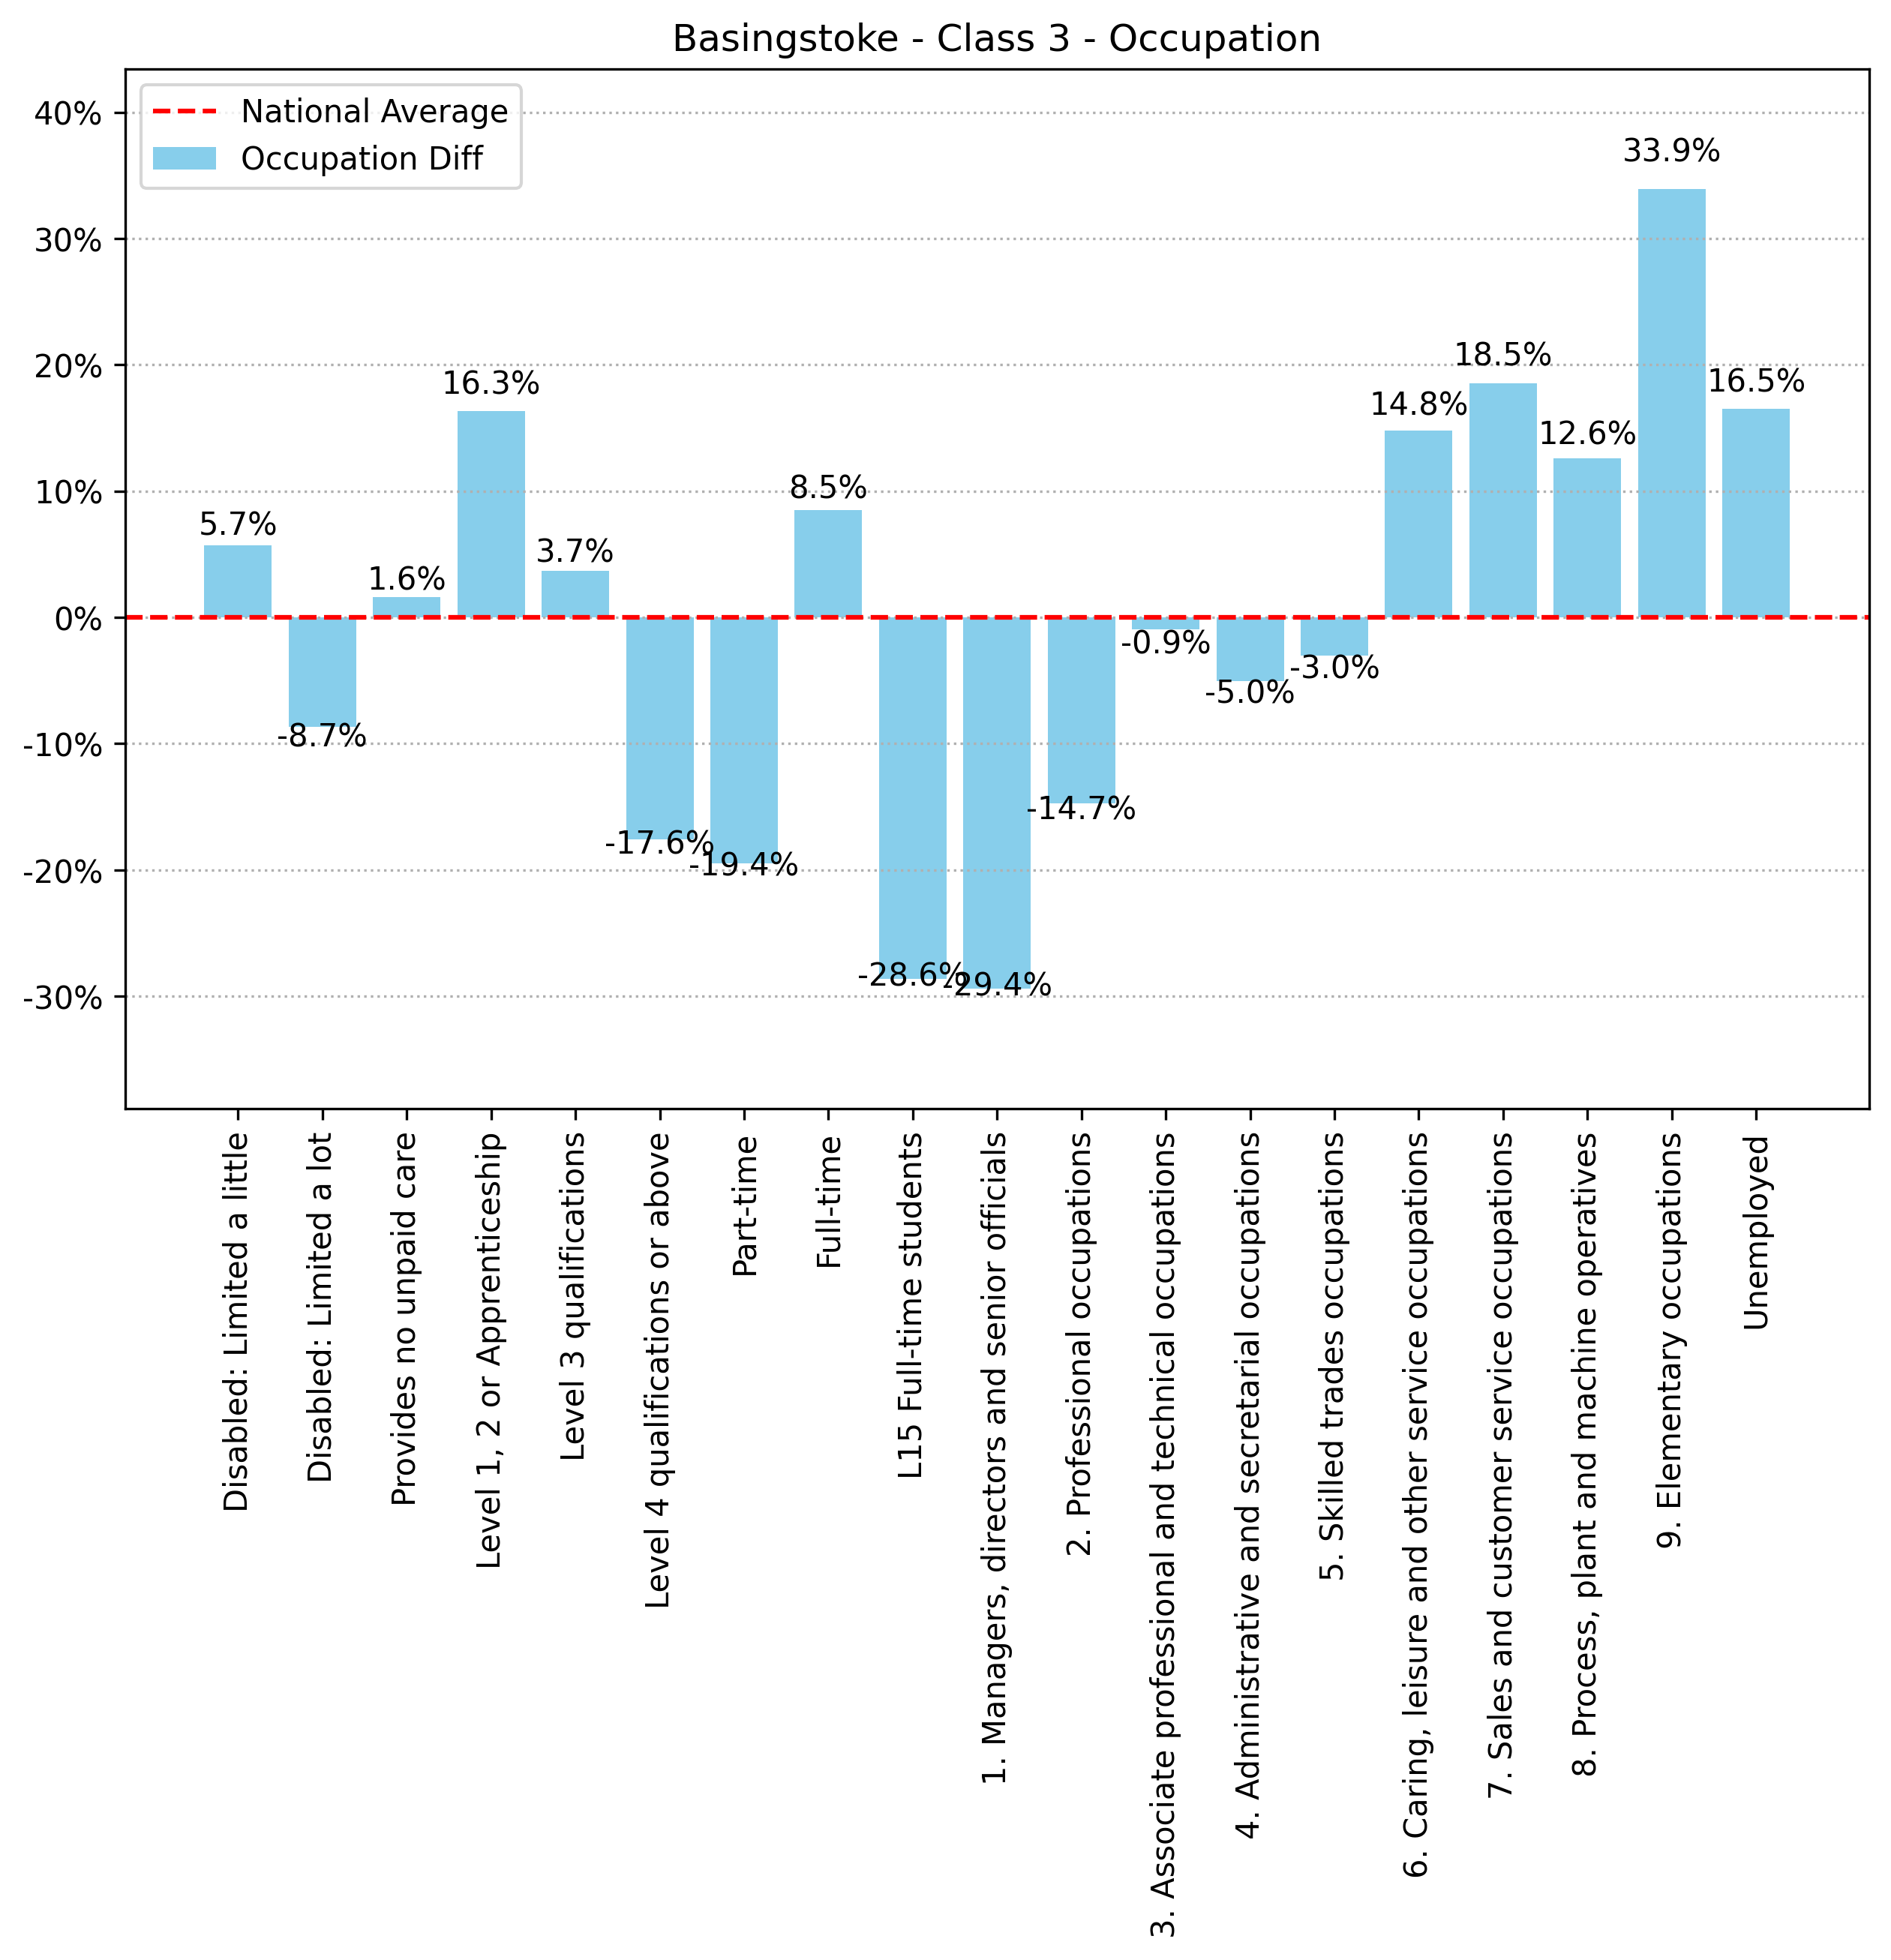 Basingstoke - Class 3 - Occupation
National Average
Occupation Diff
40%
30%
20%
10%
0%
-10%
-20%
-30%
5.7%
-8.7%
1.6%
16.3%
3.7%
-17.6%
-19.4%
8.5%
-28.6%
-29.4%
-14.7%
-0.9%
-5.0%
-3.0%
14.8%
18.5%
12.6%
33.9%
16.5%
Disabled: Limited a little
Disabled: Limited a lot
Provides no unpaid care
Level 1, 2 or Apprenticeship
Level 3 qualifications
Level 4 qualifications or above
Part-time
Full-time
L15 Full-time students
1. Managers, directors and senior officials
2. Professional occupations
3. Associate professional and technical occupations
4. Administrative and secretarial occupations
5. Skilled trades occupations
6. Caring, leisure and other service occupations
7. Sales and customer service occupations
8. Process, plant and machine operatives
9. Elementary occupations
Unemployed